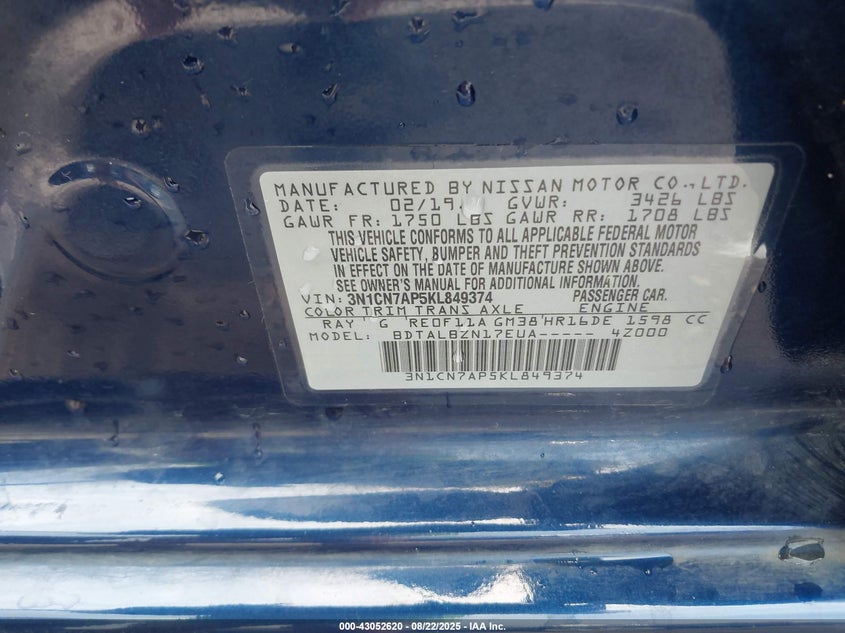 MANUFACTURED BY NISSAN MOTOR CO.,LTD.
DATE: 02/19 GVWR: 3426 LBS
GAWR FR: 1750 LBS GAWR RR: 1708 LBS
THIS VEHICLE CONFORMS TO ALL APPLICABLE FEDERAL MOTOR
VEHICLE SAFETY, BUMPER AND THEFT PREVENTION STANDARDS
IN EFFECT ON THE DATE OF MANUFACTURE SHOWN ABOVE.
SEE OWNER'S MANUAL FOR ADDITIONAL INFORMATION.
VIN: 3N1CN7AP5KL849374 PASSENGER CAR.
COLOR TRIM TRANS AXLE ENGINE
RAY G RE0F11A GM38 HR16DE 1598 CC
MODEL: BDTALBZN17EUA----- 4Z000
3N1CN7AP5KL849374
000-43052620 - 08/22/2025 - IAA Inc.